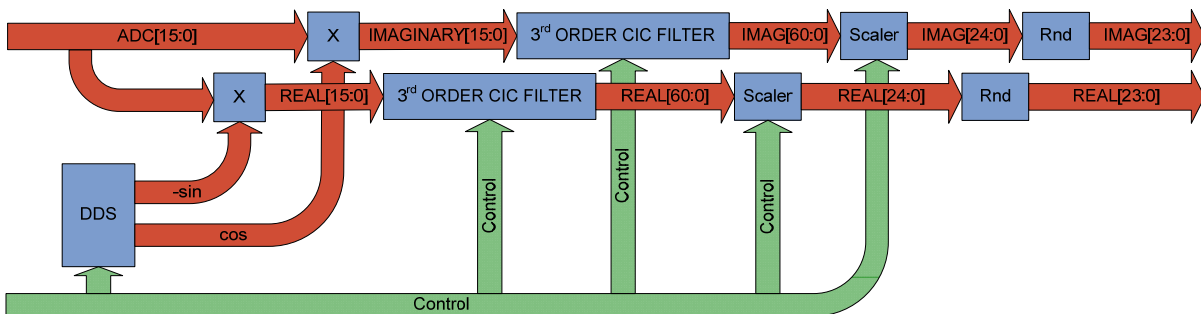 ADC[15:0]
X
IMAGINARY[15:0]
3rd ORDER CIC FILTER
IMAG[60:0]
Scaler
IMAG[24:0]
Rnd
IMAG[23:0]
X
REAL[15:0]
3rd ORDER CIC FILTER
REAL[60:0]
Scaler
REAL[24:0]
Rnd
REAL[23:0]
DDS
-sin
cos
Control
Control
Control
Control